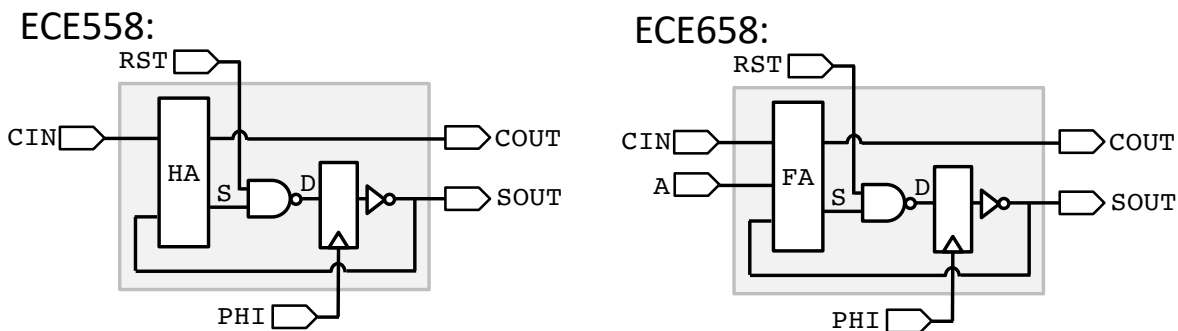 ECE558:
RST
CIN
HA
COUT
S
D
SOUT
PHI
ECE658:
RST
CIN
A
FA
COUT
S
D
SOUT
PHI